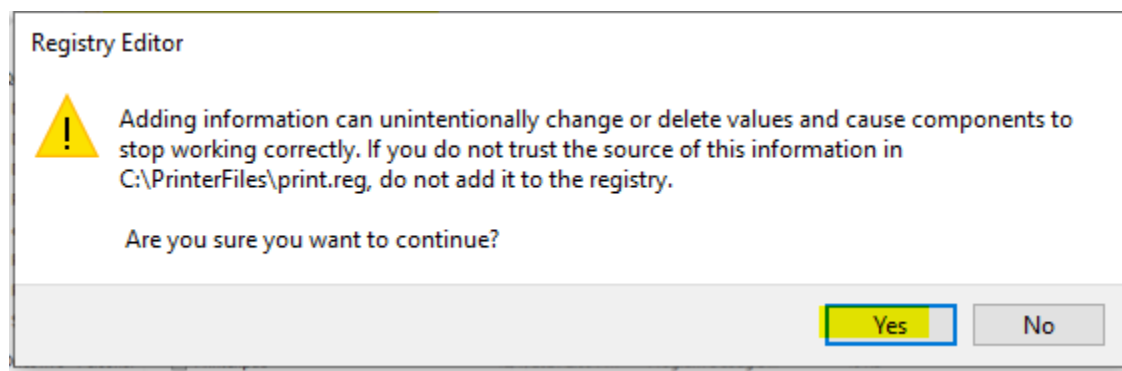 Registry Editor
Adding information can unintentionally change or delete values and cause components to
stop working correctly. If you do not trust the source of this information in
C:\PrinterFiles\print.reg, do not add it to the registry.
Are you sure you want to continue?
Yes No